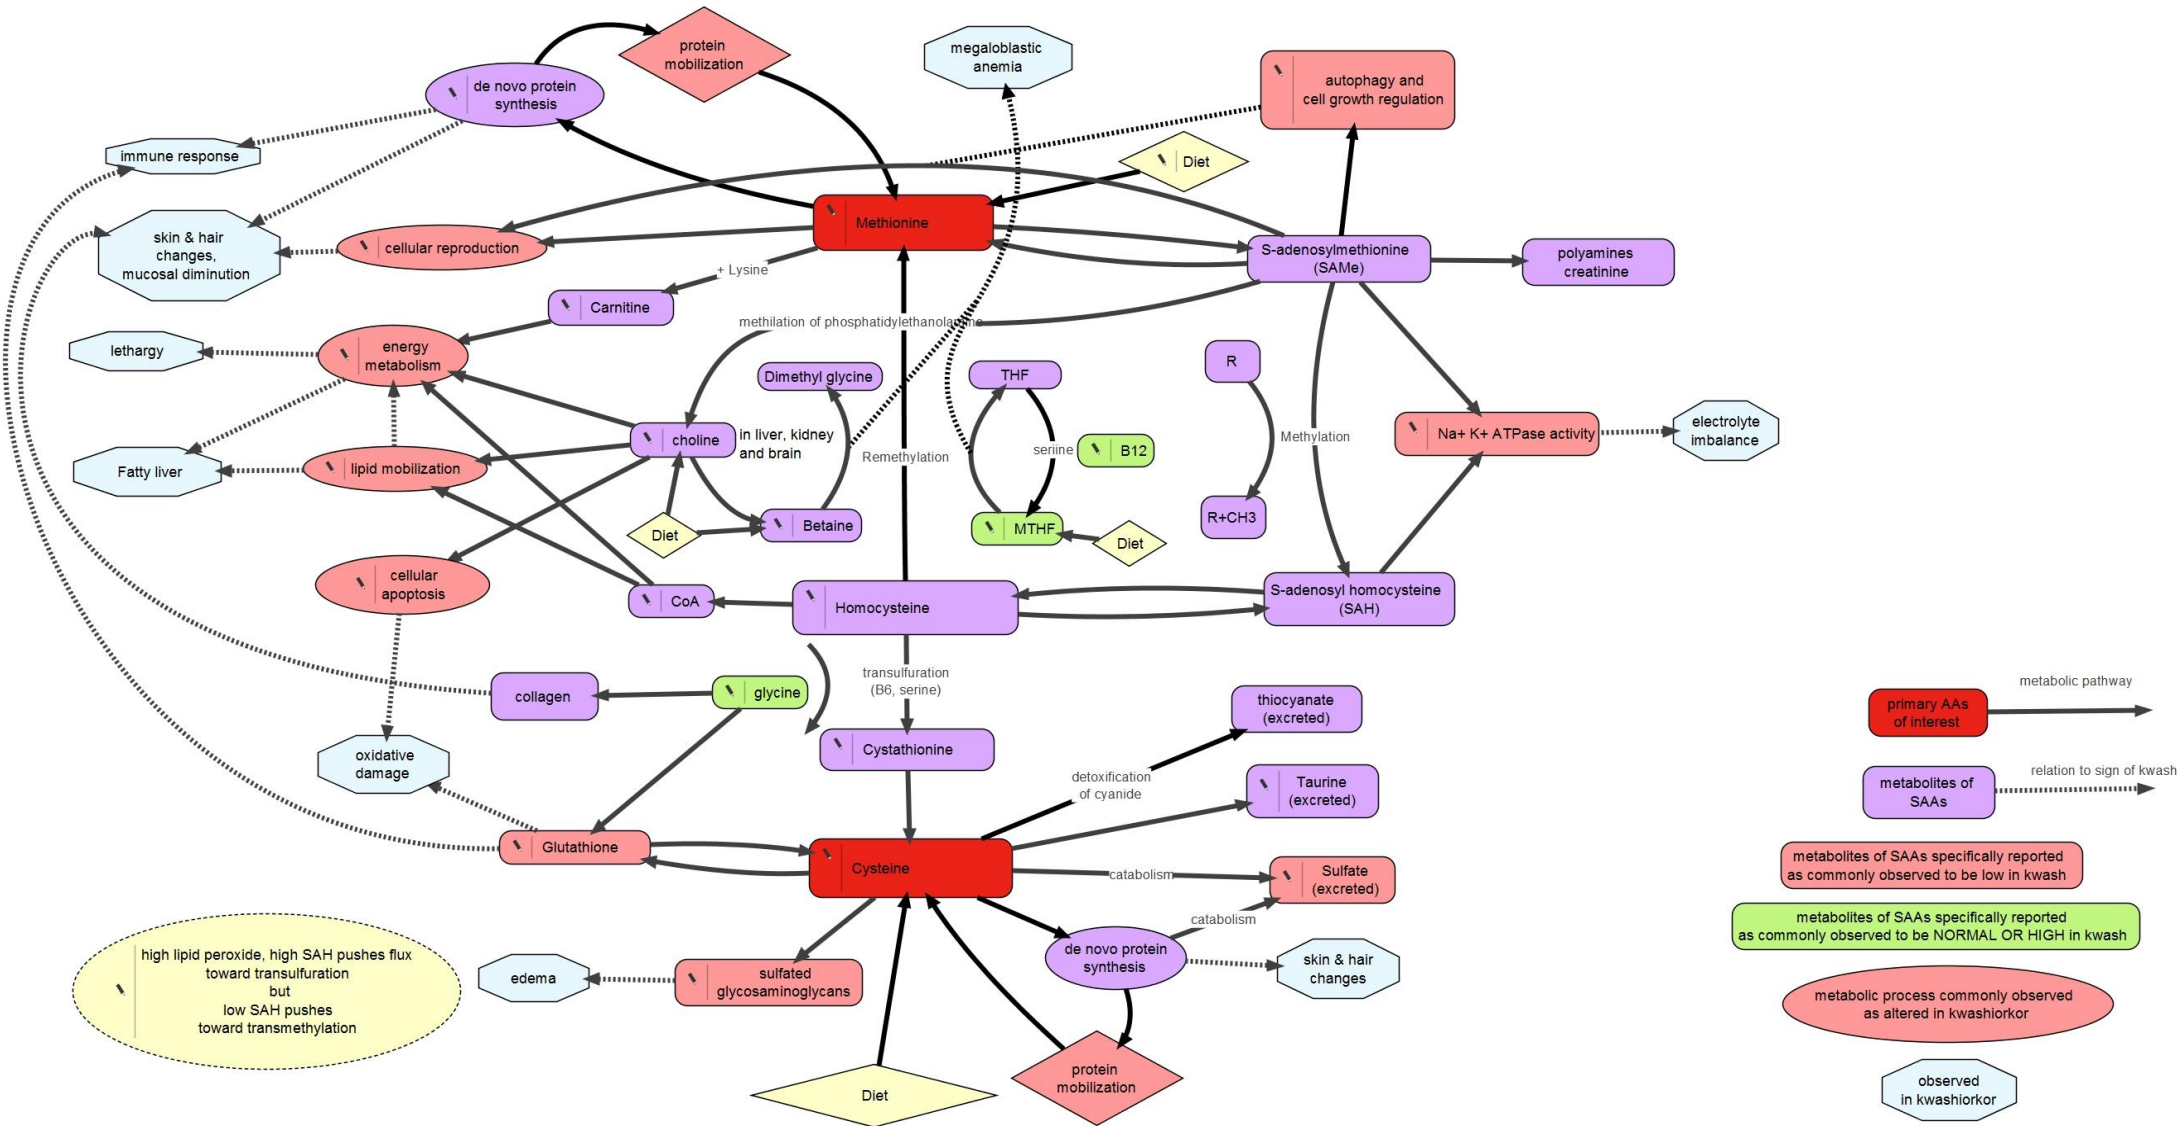 protein
mobilization
megaloblastic
anemia
autophagy and
cell growth regulation
de novo protein
synthesis
immune response
Diet
Methionine
skin & hair
changes,
mucosal diminution
cellular reproduction
S-adenosylmethionine
(SAMe)
polyamines
creatinine
+ Lysine
Carnitine
methilation of phosphatidylethanolamine
lethargy
energy
metabolism
Dimethyl glycine
THF
R
choline
in liver, kidney
and brain
Remethylation
seriine
B12
Methylation
Na+ K+ ATPase activity
electrolyte
imbalance
Fatty liver
lipid mobilization
Diet
Betaine
MTHF
Diet
R+CH3
cellular
apoptosis
CoA
Homocysteine
S-adenosyl homocysteine
(SAH)
collagen
glycine
transulfuration
(B6, serine)
thiocyanate
(excreted)
metabolic pathway
primary AAs
of interest
oxidative
damage
Cystathionine
detoxification
of cyanide
Taurine
(excreted)
relation to sign of kwash
metabolites of
SAAs
Glutathione
Cysteine
catabolism
Sulfate
(excreted)
metabolites of SAAs specifically reported
as commonly observed to be low in kwash
catabolism
metabolites of SAAs specifically reported
as commonly observed to be NORMAL OR HIGH in kwash
high lipid peroxide, high SAH pushes flux
toward transulfuration
but
low SAH pushes
toward transmethylation
edema
sulfated
glycosaminoglycans
de novo protein
synthesis
skin & hair
changes
metabolic process commonly observed
as altered in kwashiorkor
Diet
protein
mobilization
observed
in kwashiorkor